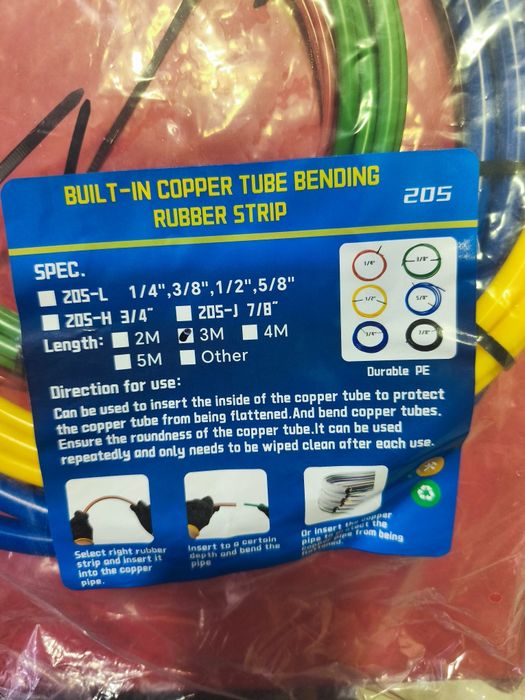 BUILT-IN COPPER TUBE BENDING
RUBBER STRIP
205
SPEC.
205-L 1/4",3/8",1/2",5/8"
205-H 3/4" 205-J 7/8"
Length: 2M 3M 4M
5M Other
1/4"
3/8"
1/2"
5/8"
3/4"
7/8"
Durable PE
Direction for use:
Can be used to insert the inside of the copper tube to protect
the copper tube from being flattened.And bend copper tubes.
Ensure the roundness of the copper tube.It can be used
repeatedly and only needs to be wiped clean after each use.
Select right rubber
strip and insert it
into the copper
pipe.
Insert to a certain
depth and bend the
pipe
Or insert the copper
pipe to protect the
pipe from being